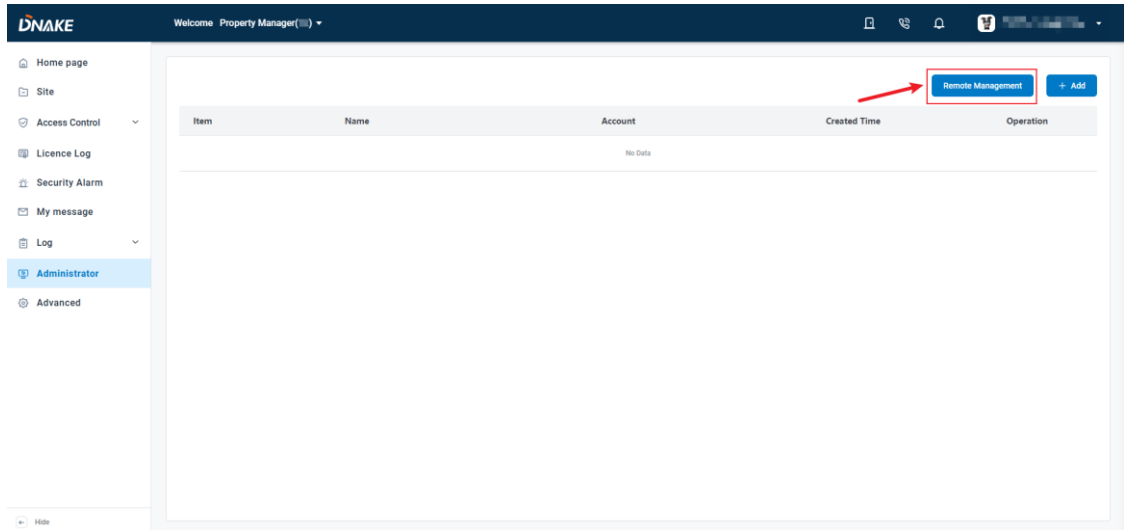 DNAKE
Welcome Property Manager( ) 
Home page
Site
Access Control
Licence Log
Security Alarm
My message
Log
Administrator
Advanced
Hide
Remote Management
+ Add
Item Name Account Created Time Operation
No Data